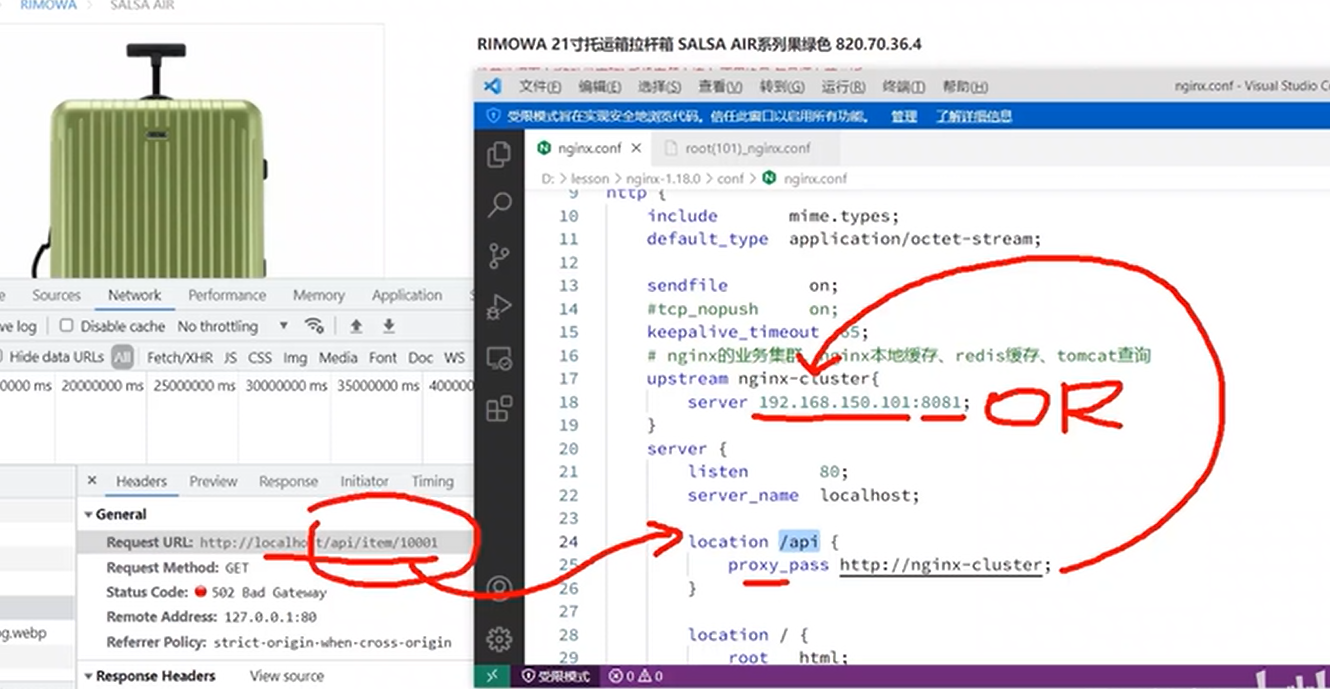 RIMOWA > SALSA AIR
RIMOWA 21寸托运箱拉杆箱 SALSA AIR系列果绿色 820.70.36.4
文件(F) 编辑(E) 选择(S) 查看(V) 转到(G) 运行(R) 终端(T) 帮助(H) nginx.conf - Visual Studio C
受限模式旨在实现安全地浏览代码。信任此窗口以启用所有功能。 管理 了解详细信息
nginx.conf × root(101)_nginx.conf
D: > lesson > nginx-1.18.0 > conf > nginx.conf
9 http {
10 include mime.types;
11 default_type application/octet-stream;
12
13 sendfile on;
14 #tcp_nopush on;
15 keepalive_timeout 65;
16 # nginx的业务集群 nginx本地缓存、redis缓存、tomcat查询
17 upstream nginx-cluster{
18 server 192.168.150.101:8081;
OR
19 }
20 server {
21 listen 80;
22 server_name localhost;
23
24 location /api {
25 proxy_pass http://nginx-cluster;
26 }
27
28 location / {
29 root html;
受限模式 0 0
Sources Network Performance Memory Application
ve log Disable cache No throttling
Hide data URLs All Fetch/XHR JS CSS Img Media Font Doc WS
0000 ms 20000000 ms 25000000 ms 30000000 ms 35000000 ms 400000
× Headers Preview Response Initiator Timing
General
Request URL: http://localhost/api/item/10001
Request Method: GET
Status Code: 502 Bad Gateway
Remote Address: 127.0.0.1:80
g.webp
Referrer Policy: strict-origin-when-cross-origin
Response Headers View source